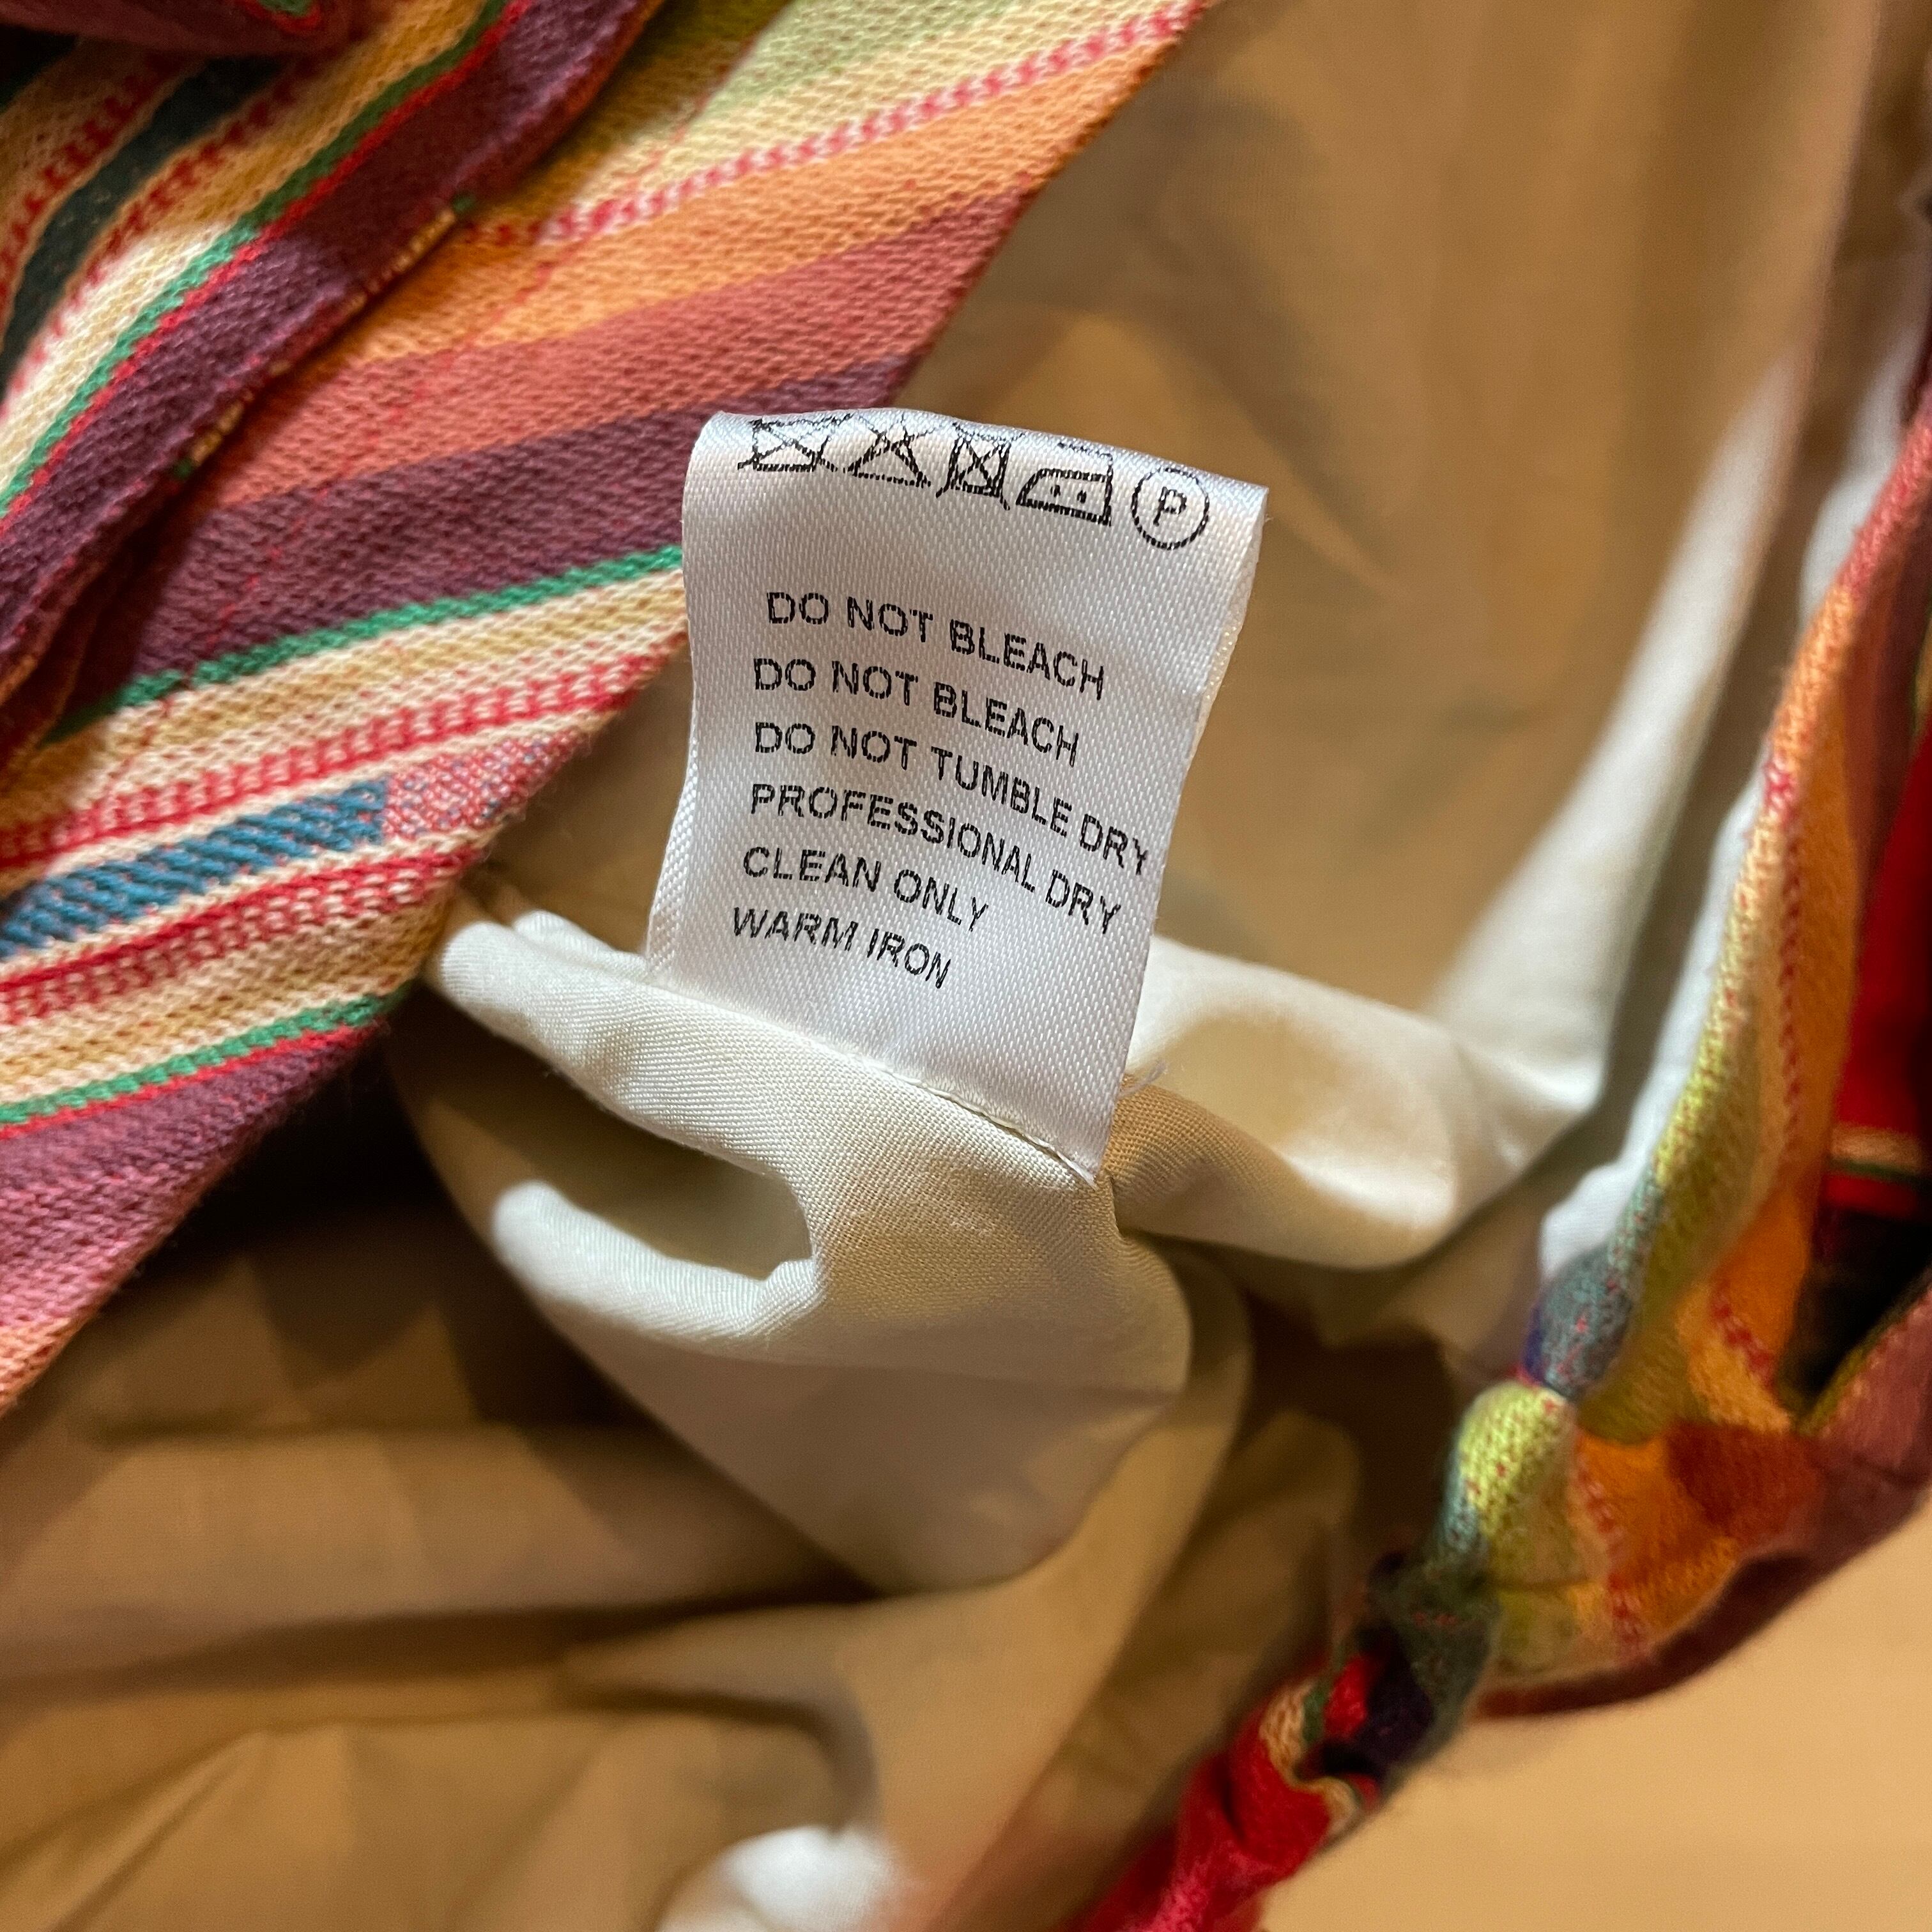 P
DO NOT BLEACH
DO NOT BLEACH
DO NOT TUMBLE DRY
PROFESSIONAL DRY
CLEAN ONLY
WARM IRON